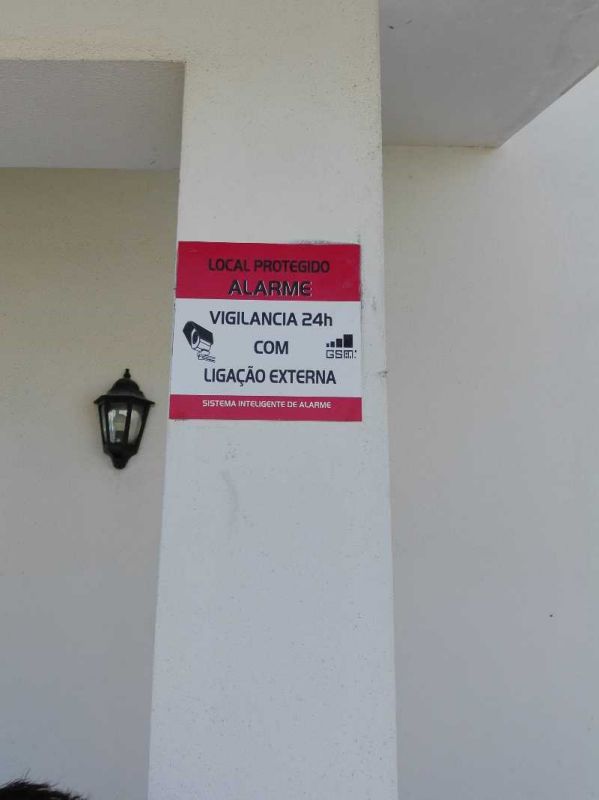 LOCAL PROTEGIDO
ALARME
VIGILANCIA 24h
COM
GSM
LIGAÇÃO EXTERNA
SISTEMA INTELIGENTE DE ALARME